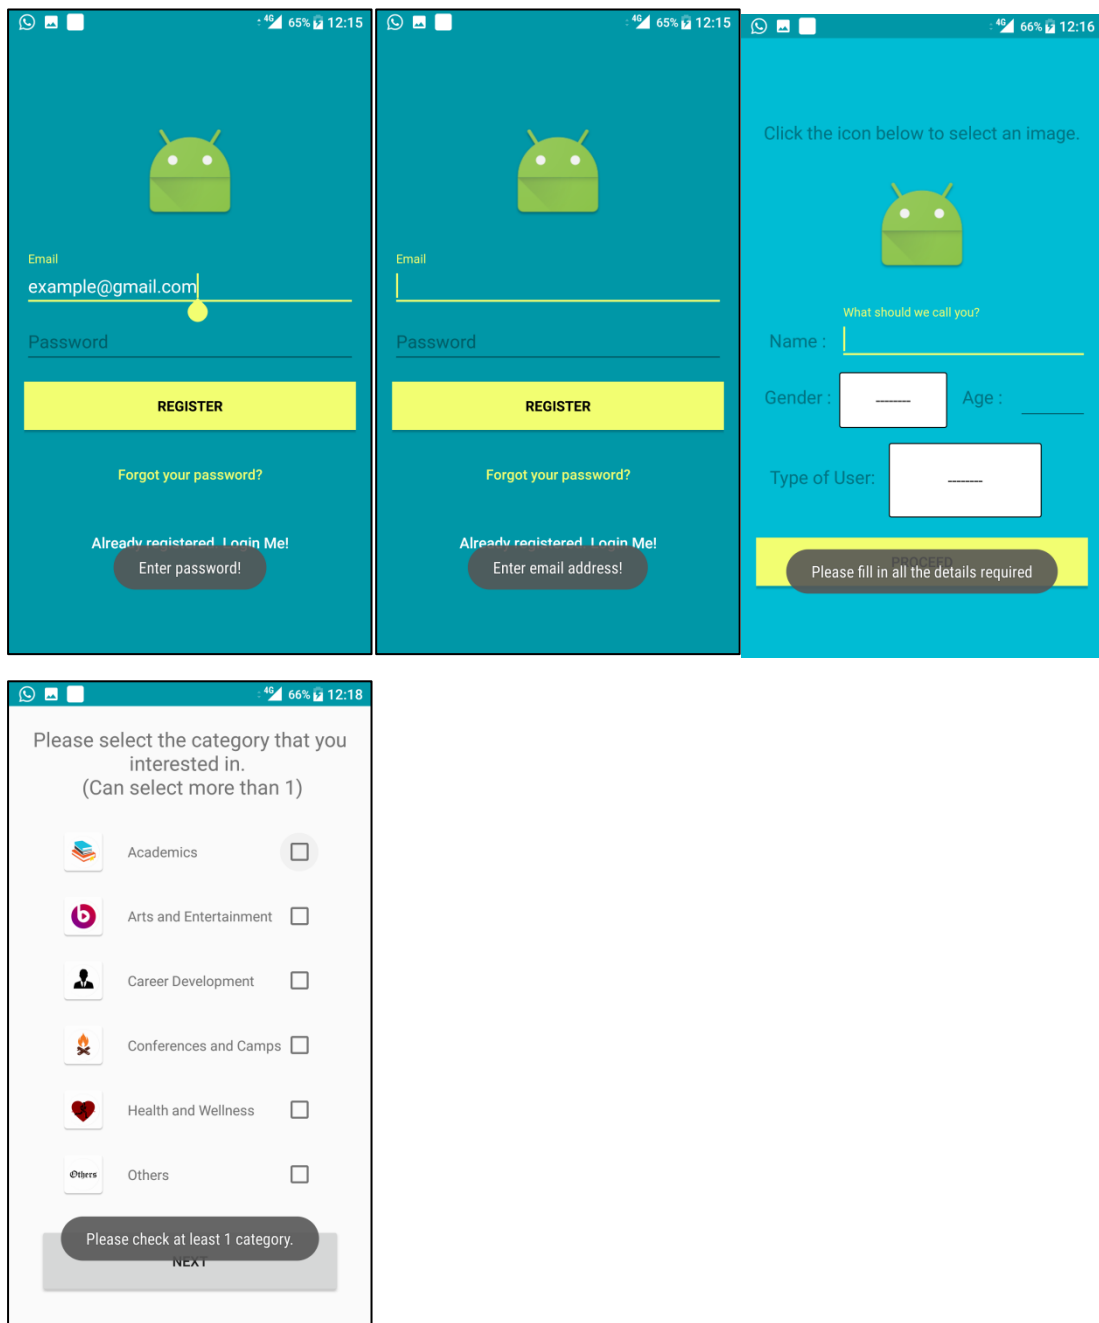 4G 65% 12:15
Email
example@gmail.com
Password
REGISTER
Forgot your password?
Already registered. Login Me!
Enter password!
4G 65% 12:15
Email
Password
REGISTER
Forgot your password?
Already registered. Login Me!
Enter email address!
4G 66% 12:16
Click the icon below to select an image.
What should we call you?
Name :
Gender : -------- Age :
Type of User: --------
PROCEED
Please fill in all the details required
4G 66% 12:18
Please select the category that you
interested in.
(Can select more than 1)
Academics
Arts and Entertainment
Career Development
Conferences and Camps
Health and Wellness
Others Others
Please check at least 1 category.
NEXT